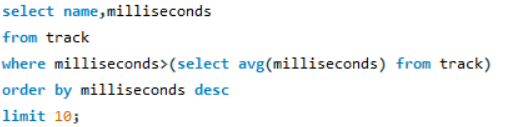 select name,milliseconds
from track
where milliseconds>(select avg(milliseconds) from track)
order by milliseconds desc
limit 10;